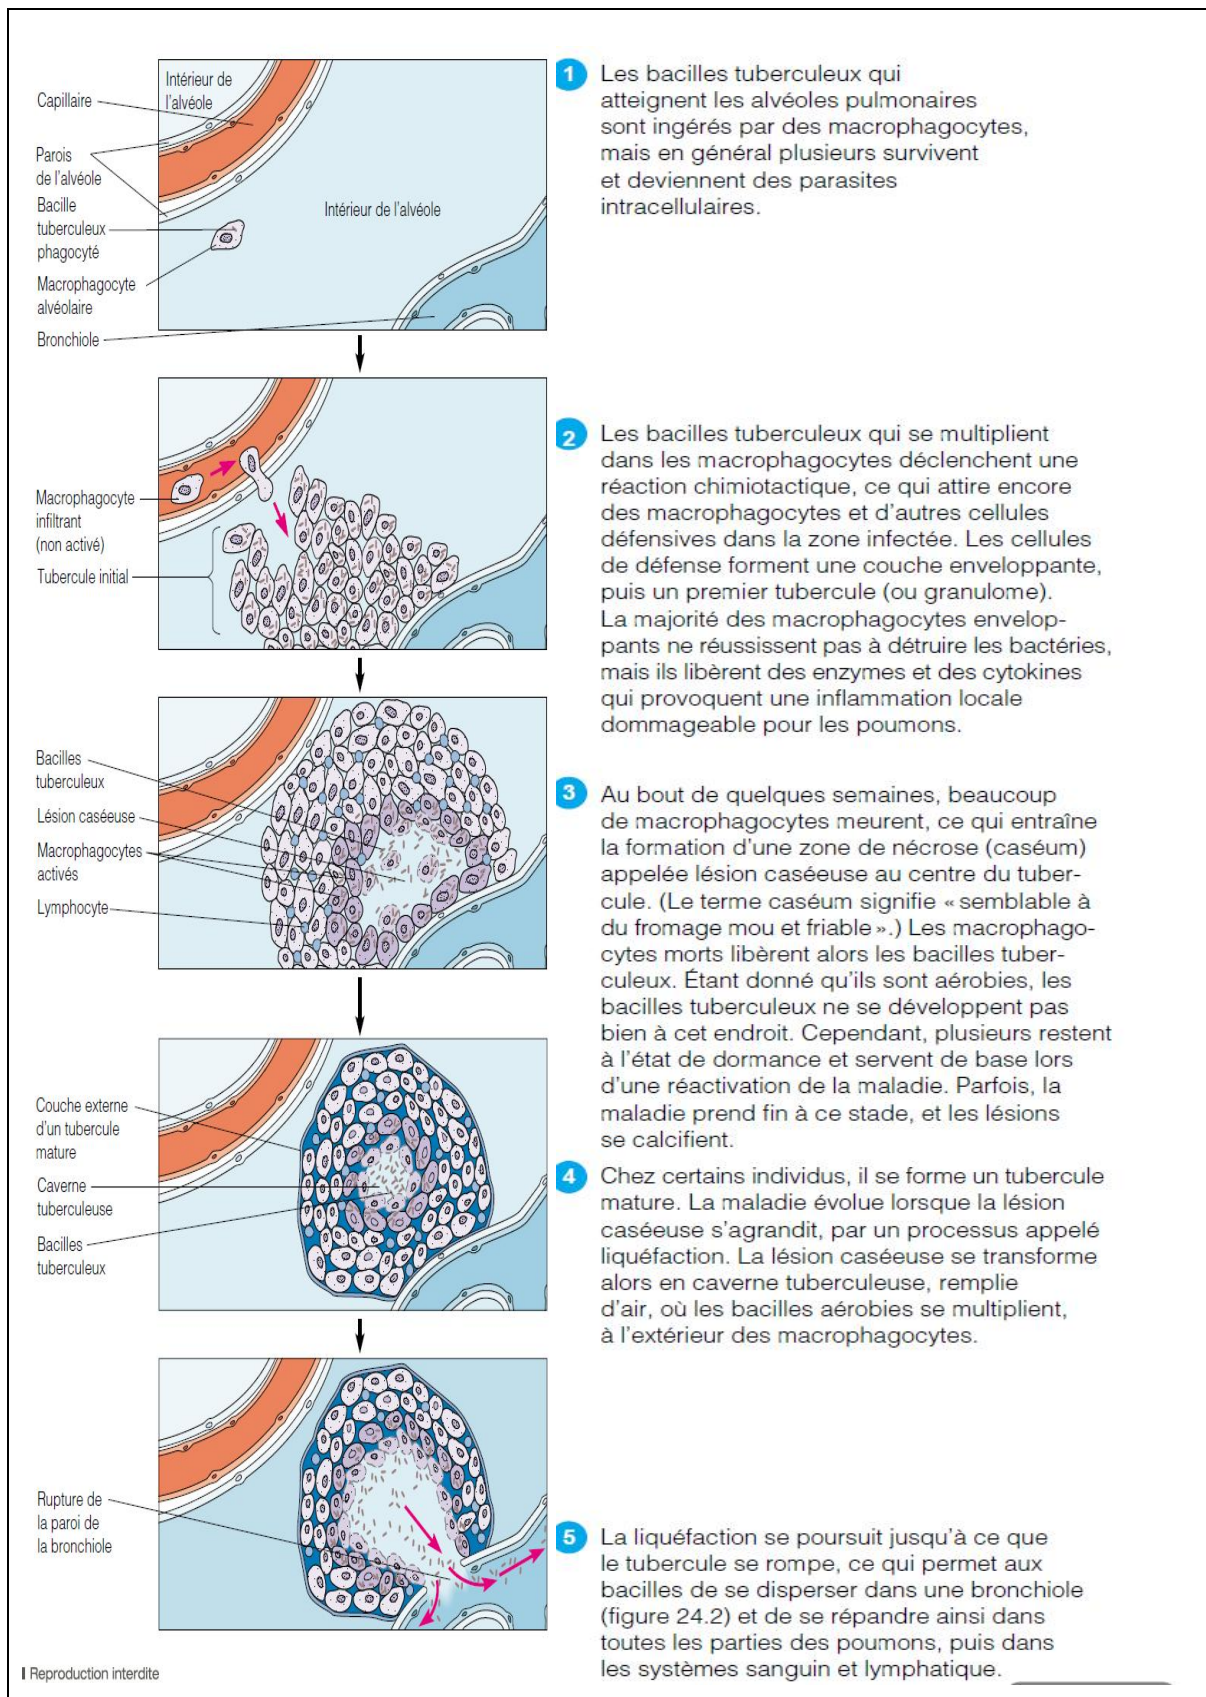 Intérieur de
l'alvéole
Capillaire
Parois
de l'alvéole
Bacille
tuberculeux
phagocyté
Intérieur de l'alvéole
Macrophagocyte
alvéolaire
Bronchiole
1 Les bacilles tuberculeux qui
atteignent les alvéoles pulmonaires
sont ingérés par des macrophagocytes,
mais en général plusieurs survivent
et deviennent des parasites
intracellulaires.
Macrophagocyte
infiltrant
(non activé)
Tubercule initial
2 Les bacilles tuberculeux qui se multiplient
dans les macrophagocytes déclenchent une
réaction chimiotactique, ce qui attire encore
des macrophagocytes et d'autres cellules
défensives dans la zone infectée. Les cellules
de défense forment une couche enveloppante,
puis un premier tubercule (ou granulome).
La majorité des macrophagocytes envelop-
pants ne réussissent pas à détruire les bactéries,
mais ils libèrent des enzymes et des cytokines
qui provoquent une inflammation locale
dommageable pour les poumons.
Bacilles
tuberculeux
Lésion caséeuse
Macrophagocytes
activés
Lymphocyte
3 Au bout de quelques semaines, beaucoup
de macrophagocytes meurent, ce qui entraîne
la formation d'une zone de nécrose (caséum)
appelée lésion caséeuse au centre du tuber-
cule. (Le terme caséum signifie « semblable à
du fromage mou et friable ».) Les macrophago-
cytes morts libèrent alors les bacilles tuber-
culeux. Étant donné qu'ils sont aérobies, les
bacilles tuberculeux ne se développent pas
bien à cet endroit. Cependant, plusieurs restent
à l'état de dormance et servent de base lors
d'une réactivation de la maladie. Parfois, la
maladie prend fin à ce stade, et les lésions
se calcifient.
Couche externe
d'un tubercule
mature
Caverne
tuberculeuse
Bacilles
tuberculeux
4 Chez certains individus, il se forme un tubercule
mature. La maladie évolue lorsque la lésion
caséeuse s'agrandit, par un processus appelé
liquéfaction. La lésion caséeuse se transforme
alors en caverne tuberculeuse, remplie
d'air, où les bacilles aérobies se multiplient,
à l'extérieur des macrophagocytes.
Rupture de
la paroi de
la bronchiole
5 La liquéfaction se poursuit jusqu'à ce que
le tubercule se rompe, ce qui permet aux
bacilles de se disperser dans une bronchiole
(figure 24.2) et de se répandre ainsi dans
toutes les parties des poumons, puis dans
les systèmes sanguin et lymphatique.
Reproduction interdite